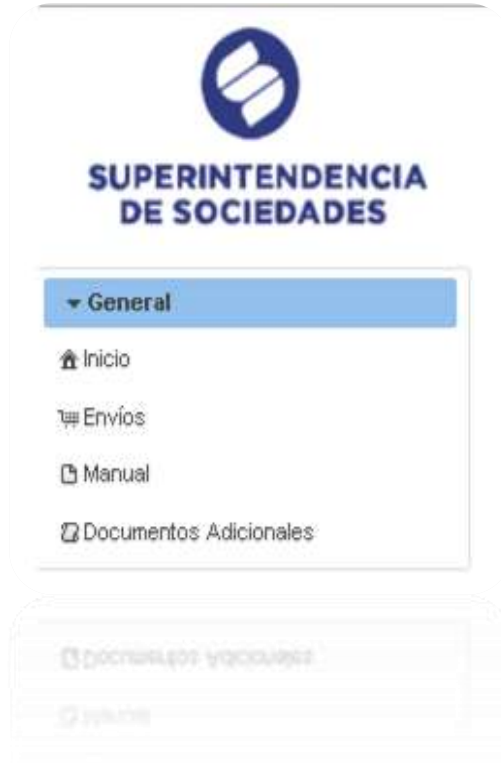 SUPERINTENDENCIA
DE SOCIEDADES
General
Inicio
Envíos
Manual
Documentos Adicionales